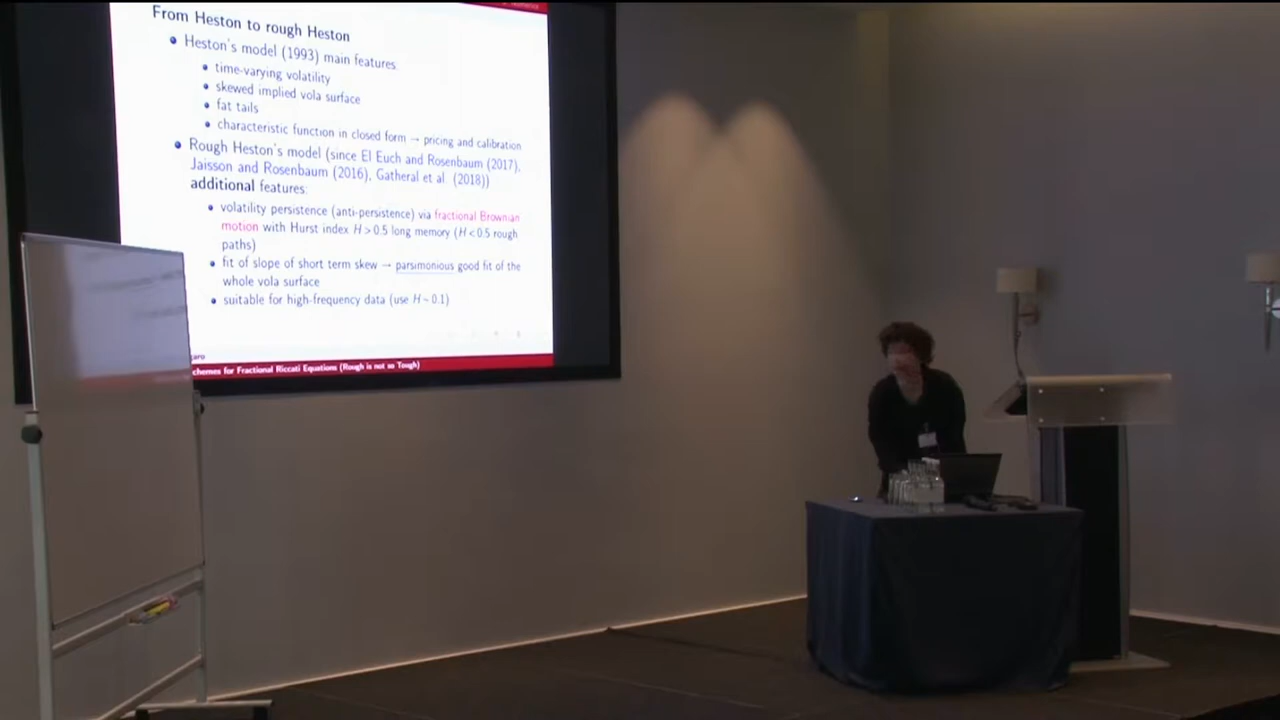 From Heston to rough Heston
Heston's model (1993) main features
time-varying volatility
skewed implied vola surface
fat tails
characteristic function in closed form → pricing and calibration
Rough Heston's model (since El Euch and Rosenbaum (2017),
Jaisson and Rosenbaum (2016), Gatheral et al. (2018))
additional features:
volatility persistence (anti-persistence) via fractional Brownian
motion with Hurst index H > 0.5 long memory (H < 0.5 rough
paths)
fit of slope of short term skew → parsimonious good fit of the
whole vola surface
suitable for high-frequency data (use H ~ 0.1)
chemes for Fractional Riccati Equations (Rough is not so Tough)